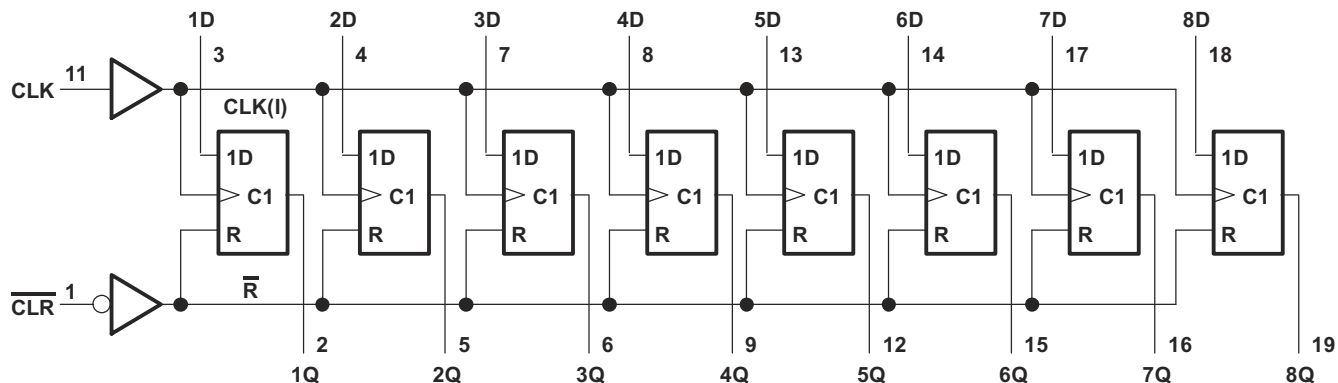 1D 2D 3D 4D 5D 6D 7D 8D
3 4 7 8 13 14 17 18
CLK 11
CLK(I)
1D 1D 1D 1D 1D 1D 1D 1D
C1 C1 C1 C1 C1 C1 C1 C1
R R R R R R R R
C̅L̅R̅ 1
R̅
2 5 6 9 12 15 16 19
1Q 2Q 3Q 4Q 5Q 6Q 7Q 8Q